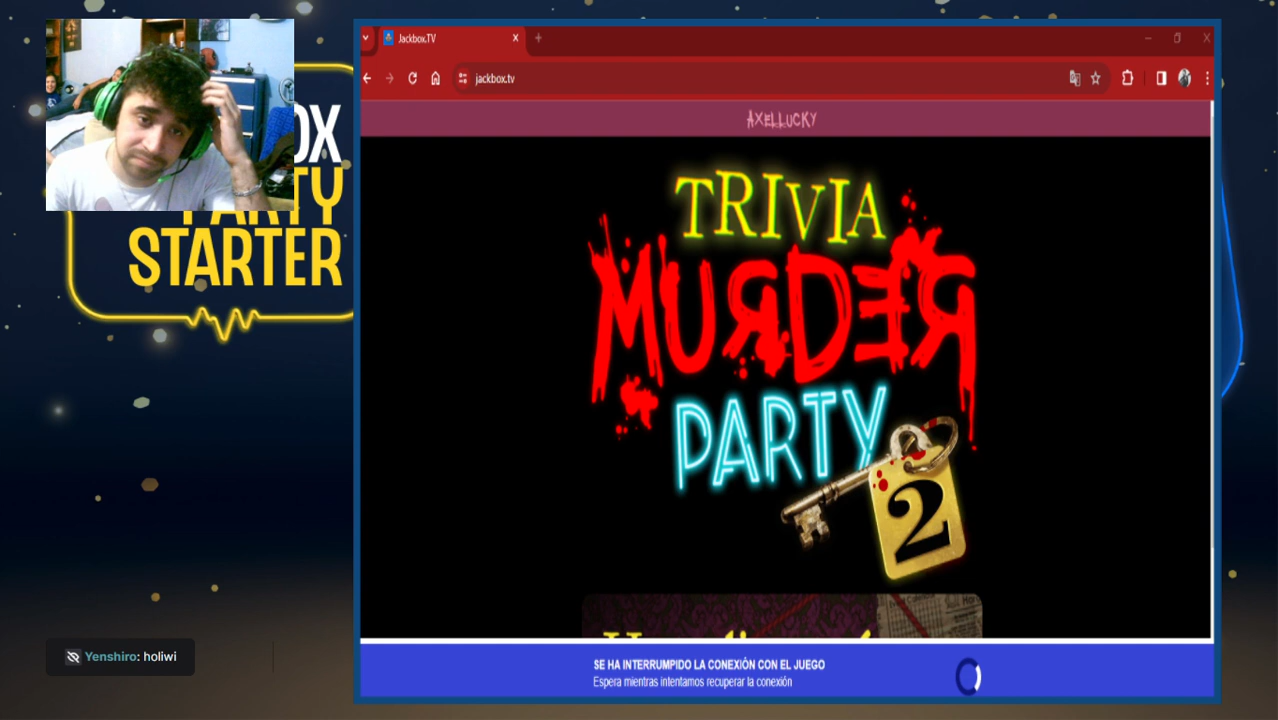 OX
PARTY
STARTER
Jackbox.TV
jackbox.tv
AXELLUCKY
TRIVIA
MURDER
PARTY
2
Yenshiro: holiwi
SE HA INTERRUMPIDO LA CONEXIÓN CON EL JUEGO
Espera mientras intentamos recuperar la conexión